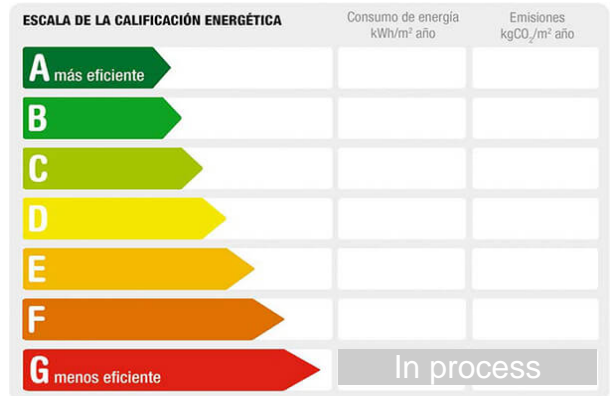 ESCALA DE LA CALIFICACIÓN ENERGÉTICA
Consumo de energía
kWh/m² año
Emisiones
kgCO₂/m² año
A más eficiente
B
C
D
E
F
G menos eficiente
In process